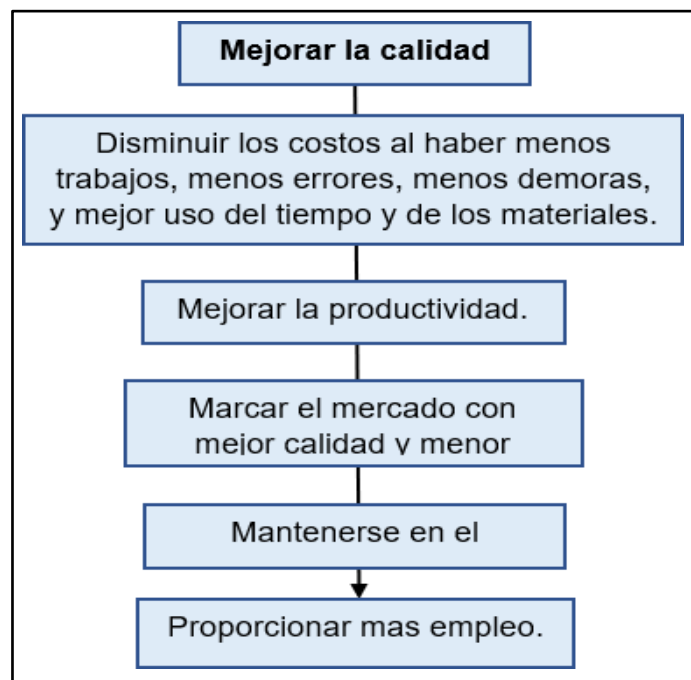 Mejorar la calidad
Disminuir los costos al haber menos
trabajos, menos errores, menos demoras,
y mejor uso del tiempo y de los materiales.
Mejorar la productividad.
Marcar el mercado con
mejor calidad y menor
Mantenerse en el
Proporcionar mas empleo.